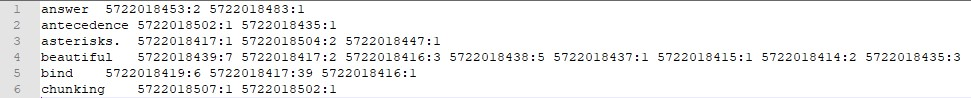 1 answer 5722018453:2 5722018483:1
2 antecedence 5722018502:1 5722018435:1
3 asterisks. 5722018417:1 5722018504:2 5722018447:1
4 beautiful 5722018439:7 5722018417:2 5722018416:3 5722018438:5 5722018437:1 5722018415:1 5722018414:2 5722018435:3
5 bind 5722018419:6 5722018417:39 5722018416:1
6 chunking 5722018507:1 5722018502:1